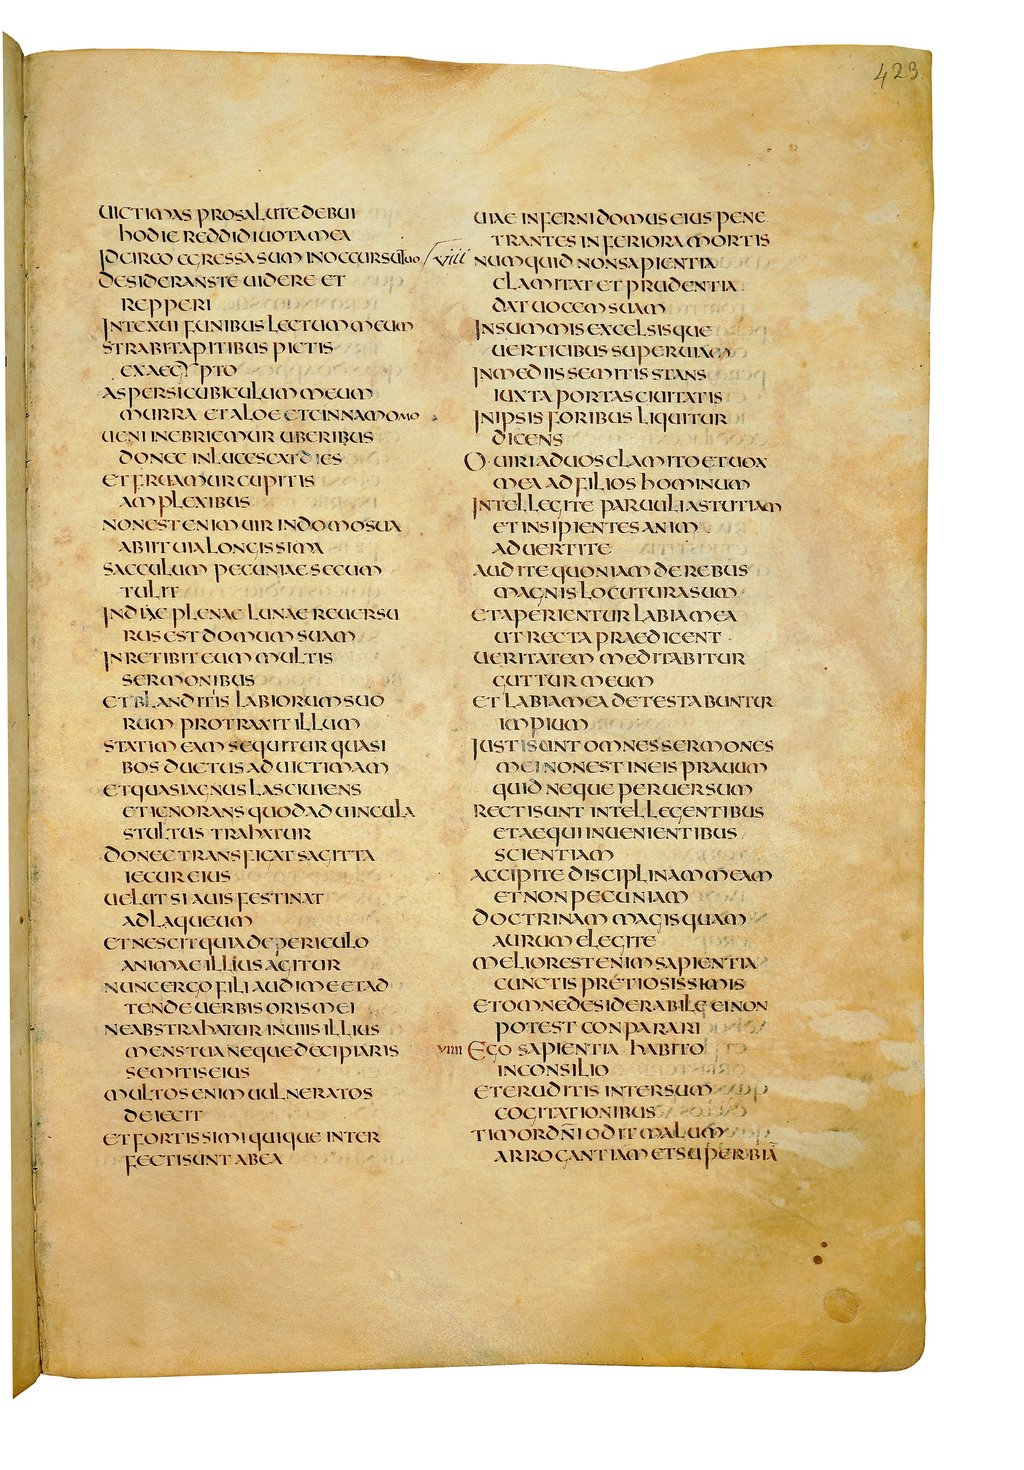 423
UICTIMAS PROSALUTE DEBUI
HODIE REDDIDI UOTA MEA
IDCIRCO EGRESSA SUM IN OCCURSŪ TUO
DESIDERANS TE UIDERE ET
REPPERI
INTEXUI FUNIBUS LECTUM MEUM
STRABI TAPITIBUS PICTIS
EX AEGYPTO
ASPERSI CUBICULUM MEUM
MURRA ET ALOE ET CINNAMOMO
UENI INEBRIEMUR UBERIBUS
DONEC INLUCESCAT DIES
ET FRUAMUR CUPITIS
AMPLEXIBUS
NON EST ENIM UIR IN DOMO SUA
ABIIT UIA LONGISSIMA
SACCULUM PECUNIAE SECUM
TULIT
IN DIAE PLENAE LUNAE REUERSU
RUS EST DOMUM SUAM
INRETIBIT EUM MULTIS
SERMONIBUS
ET BLANDITIIS LABIORUM SUO
RUM PROTRAXIT ILLUM
STATIM EAM SEQUITUR QUASI
BOS DUCTUS AD UICTIMAM
ET QUASI AGNUS LASCIUIENS
ET IGNORANS QUOD AD UINCULA
STULTUS TRAHATUR
DONEC TRANSFIGAT SAGITTA
IECUR EIUS
UELUT SI AUIS FESTINAT
AD LAQUEUM
ET NESCIT QUIA DE PERICULO
ANIMAE ILLIUS AGITUR
NUNC ERGO FILI AUDI ME ET AD
TENDE UERBIS ORIS MEI
NE ABSTRAHATUR IN UIIS ILLIUS
MENS TUA NEQUE DECIPIARIS
SEMITIS EIUS
MULTOS ENIM UULNERATOS
DEIECIT
ET FORTISSIMI QUIQUE INTER
FECTI SUNT AB EA
UIAE INFERNI DOMUS EIUS PENE
TRANTES INFERIORA MORTIS
viii NUMQUID NON SAPIENTIA
CLAMITAT ET PRUDENTIA
DAT UOCEM SUAM
IN SUMMIS EXCELSISQUE
UERTICIBUS SUPER UIAM
IN MEDIIS SEMITIS STANS
IUXTA PORTAS CIUITATIS
IN IPSIS FORIBUS LIQUITUR
DICENS
O UIRI AD UOS CLAMITO ET UOX
MEA AD FILIOS HOMINUM
INTELLEGITE PARUULI ASTUTIAM
ET INSIPIENTES ANIM
ADUERTITE
AUDITE QUONIAM DE REBUS
MAGNIS LOCUTURA SUM
ET APERIENTUR LABIA MEA
UT RECTA PRAEDICENT
UERITATEM MEDITABITUR
GUTTUR MEUM
ET LABIA MEA DETESTABUNTUR
IMPIUM
IUSTI SUNT OMNES SERMONES
MEI NON EST IN EIS PRAUUM
QUID NEQUE PERUERSUM
RECTI SUNT INTELLEGENTIBUS
ET AEQUI INUENIENTIBUS
SCIENTIAM
ACCIPITE DISCIPLINAM MEAM
ET NON PECUNIAM
DOCTRINAM MAGIS QUAM
AURUM ELEGITE
MELIOR EST ENIM SAPIENTIA
CUNCTIS PRETIOSISSIMIS
ET OMNE DESIDERABILE EI NON
POTEST CONPARARI
VIIII EGO SAPIENTIA HABITO
IN CONSILIO
ET ERUDITIS INTERSUM
COGITATIONIBUS
TIMOR DÑI ODIT MALUM
ARROGANTIAM ET SUPERBIĀ